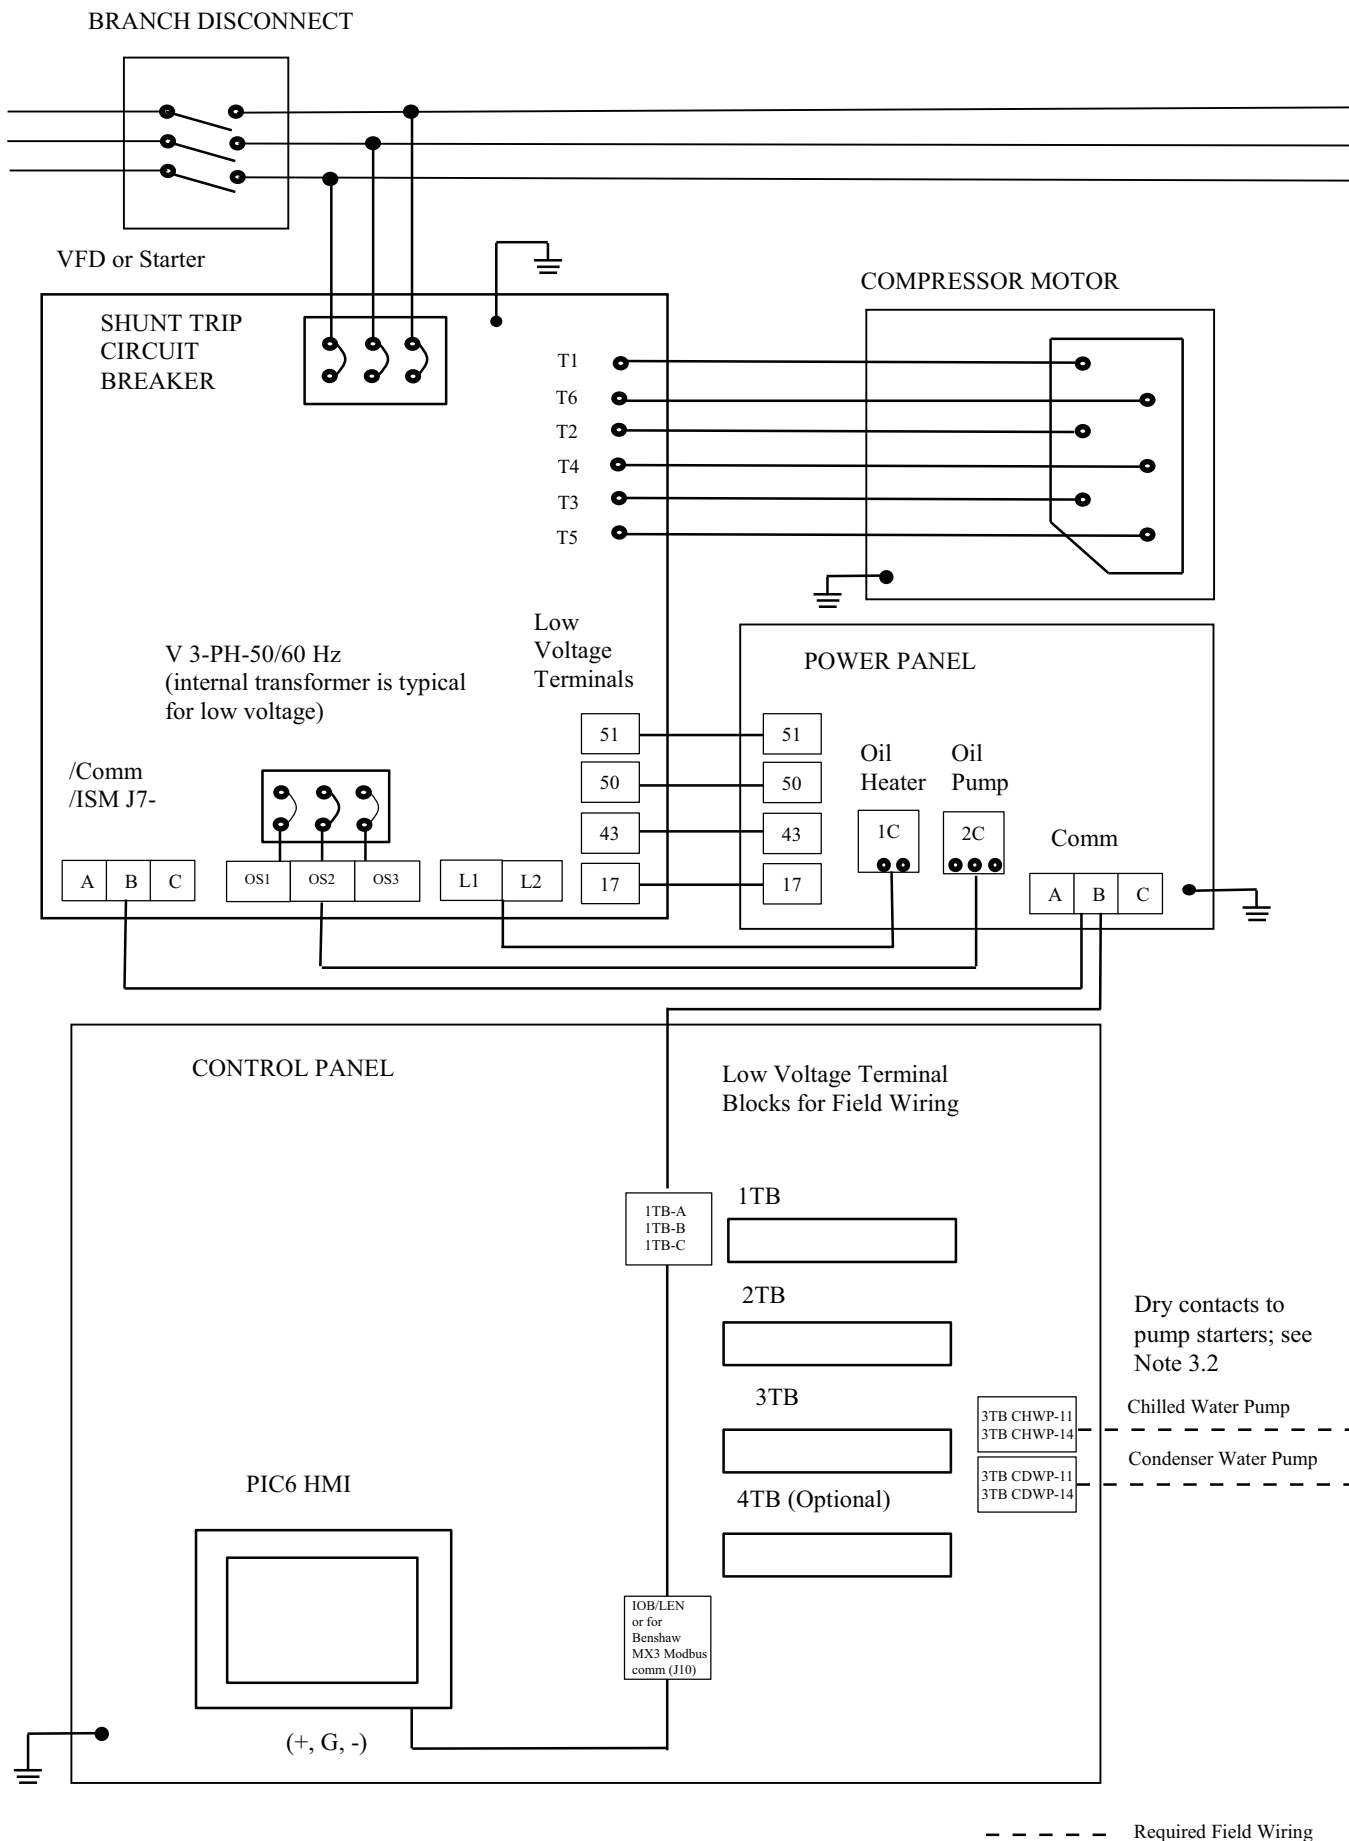 BRANCH DISCONNECT
VFD or Starter
SHUNT TRIP
CIRCUIT
BREAKER
COMPRESSOR MOTOR
T1
T6
T2
T4
T3
T5
V 3-PH-50/60 Hz
(internal transformer is typical
for low voltage)
Low
Voltage
Terminals
POWER PANEL
51
50
43
17
51
50
43
17
Oil
Heater
Oil
Pump
1C
2C
Comm
A B C
/Comm
/ISM J7-
A B C
OS1 OS2 OS3
L1 L2
CONTROL PANEL
Low Voltage Terminal
Blocks for Field Wiring
1TB-A
1TB-B
1TB-C
1TB
2TB
3TB
4TB (Optional)
Dry contacts to
pump starters; see
Note 3.2
3TB CHWP-11
3TB CHWP-14
Chilled Water Pump
3TB CDWP-11
3TB CDWP-14
Condenser Water Pump
PIC6 HMI
IOB/LEN
or for
Benshaw
MX3 Modbus
comm (J10)
(+, G, -)
Required Field Wiring